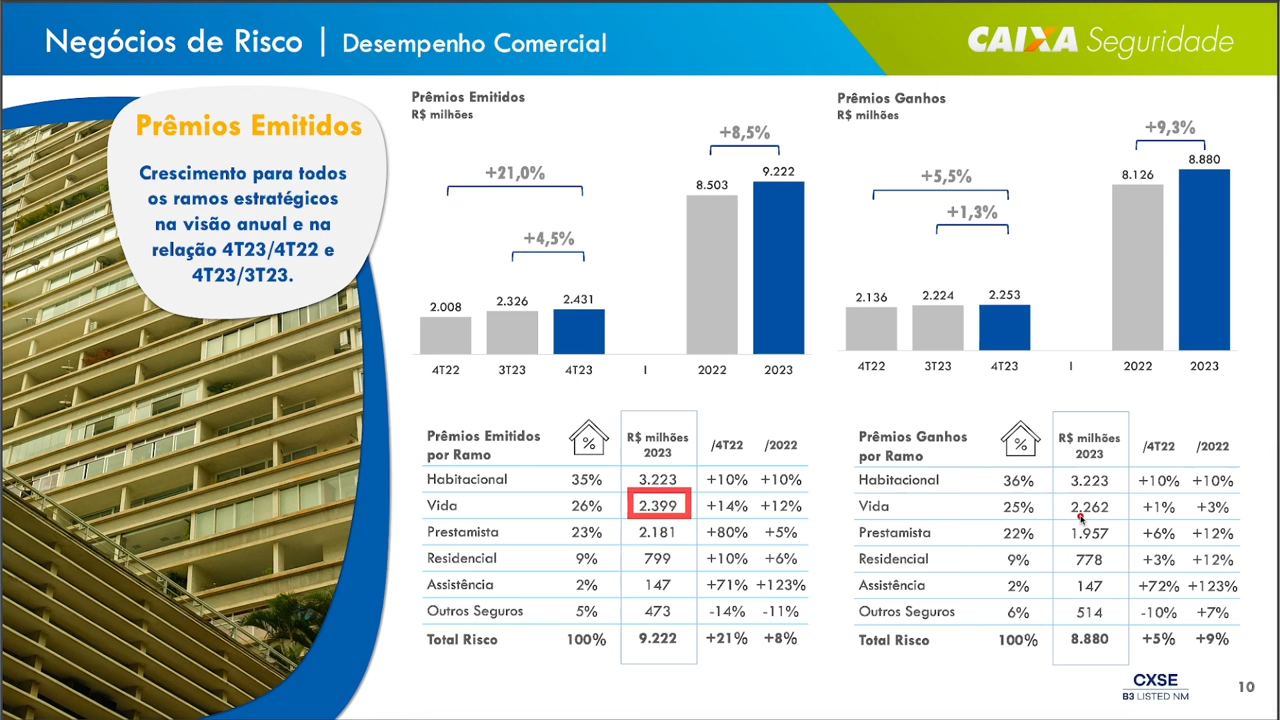 Negócios de Risco | Desempenho Comercial
CAIXA Seguridade
Prêmios Emitidos
Crescimento para todos
os ramos estratégicos
na visão anual e na
relação 4T23/4T22 e
4T23/3T23.
Prêmios Emitidos
R$ milhões
+8,5%
9.222
8.503
+21,0%
+4,5%
2.008
2.326
2.431
4T22
3T23
4T23
I
2022
2023
Prêmios Ganhos
R$ milhões
+9,3%
8.880
8.126
+5,5%
+1,3%
2.136
2.224
2.253
4T22
3T23
4T23
I
2022
2023
Prêmios Emitidos por Ramo % R$ milhões 2023 /4T22 /2022
Habitacional 35% 3.223 +10% +10%
Vida 26% 2.399 +14% +12%
Prestamista 23% 2.181 +80% +5%
Residencial 9% 799 +10% +6%
Assistência 2% 147 +71% +123%
Outros Seguros 5% 473 -14% -11%
Total Risco 100% 9.222 +21% +8%
Prêmios Ganhos por Ramo % R$ milhões 2023 /4T22 /2022
Habitacional 36% 3.223 +10% +10%
Vida 25% 2.262 +1% +3%
Prestamista 22% 1.957 +6% +12%
Residencial 9% 778 +3% +12%
Assistência 2% 147 +72% +123%
Outros Seguros 6% 514 -10% +7%
Total Risco 100% 8.880 +5% +9%
CXSE
B3 LISTED NM
10